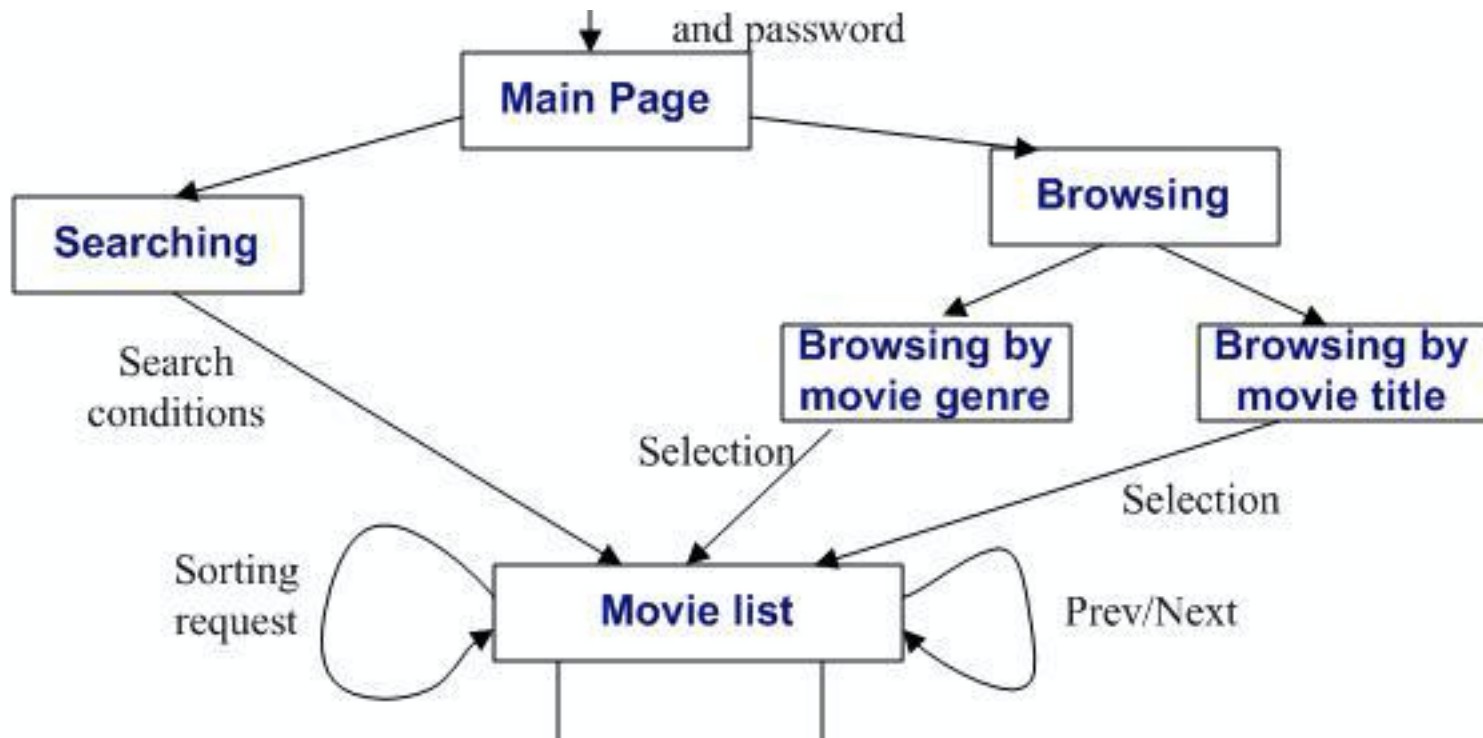 and password
Main Page
Browsing
Searching
Browsing by
movie genre
Browsing by
movie title
Search
conditions
Selection
Selection
Sorting
request
Movie list
Prev/Next